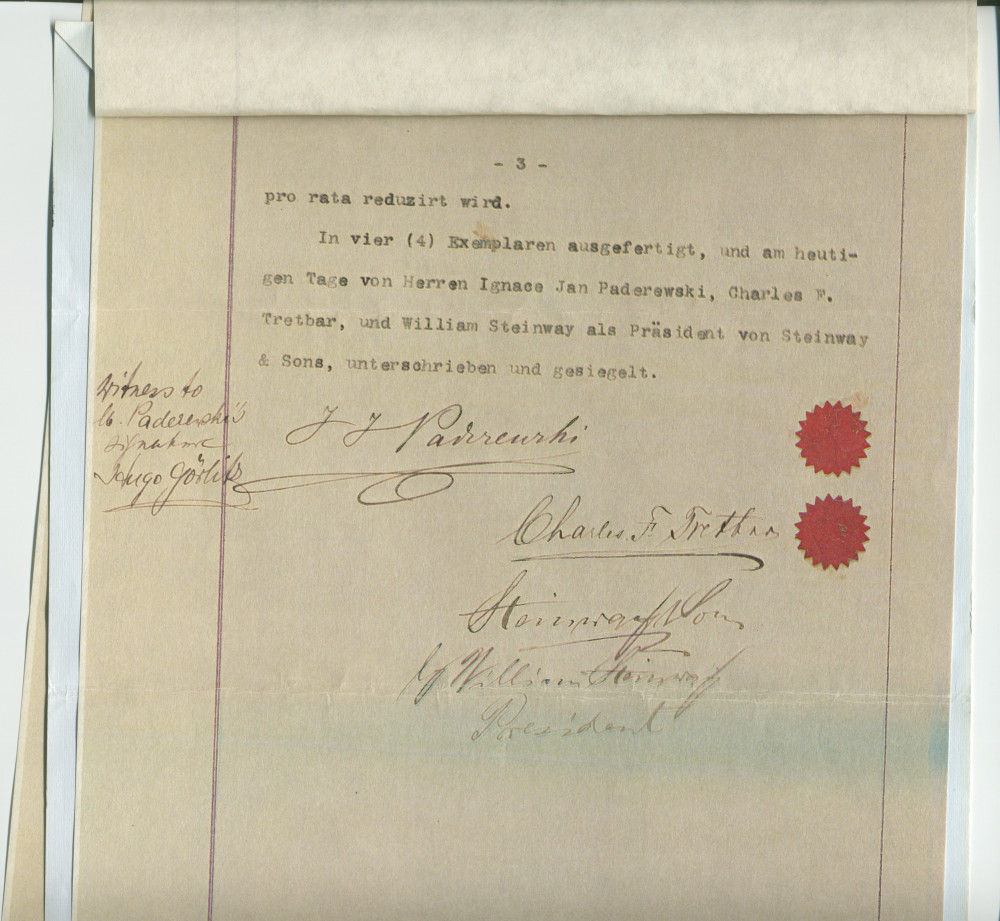 - 3 -
pro rata reduzirt wird.
In vier (4) Exemplaren ausgefertigt, und am heuti-
gen Tage von Herren Ignace Jan Paderewski, Charles F.
Tretbar, und William Steinway als Präsident von Steinway
& Sons, unterschrieben und gesiegelt.
Witness to
Paderewski's
signature
Hugo Görlitz
I J Paderewski
Charles F. Tretbar
Steinway & Sons
by William Steinway
President